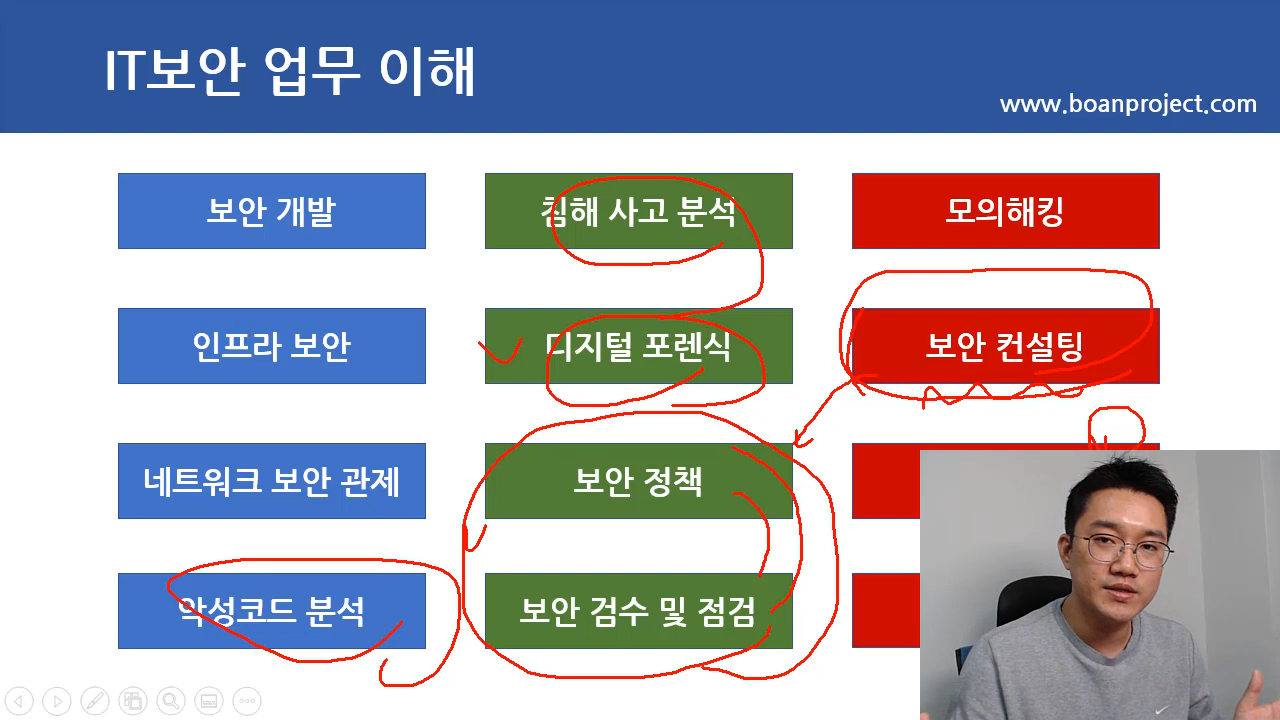 IT보안 업무 이해
www.boanproject.com
보안 개발
침해 사고 분석
모의해킹
인프라 보안
디지털 포렌식
보안 컨설팅
네트워크 보안 관제
보안 정책
악성코드 분석
보안 검수 및 점검